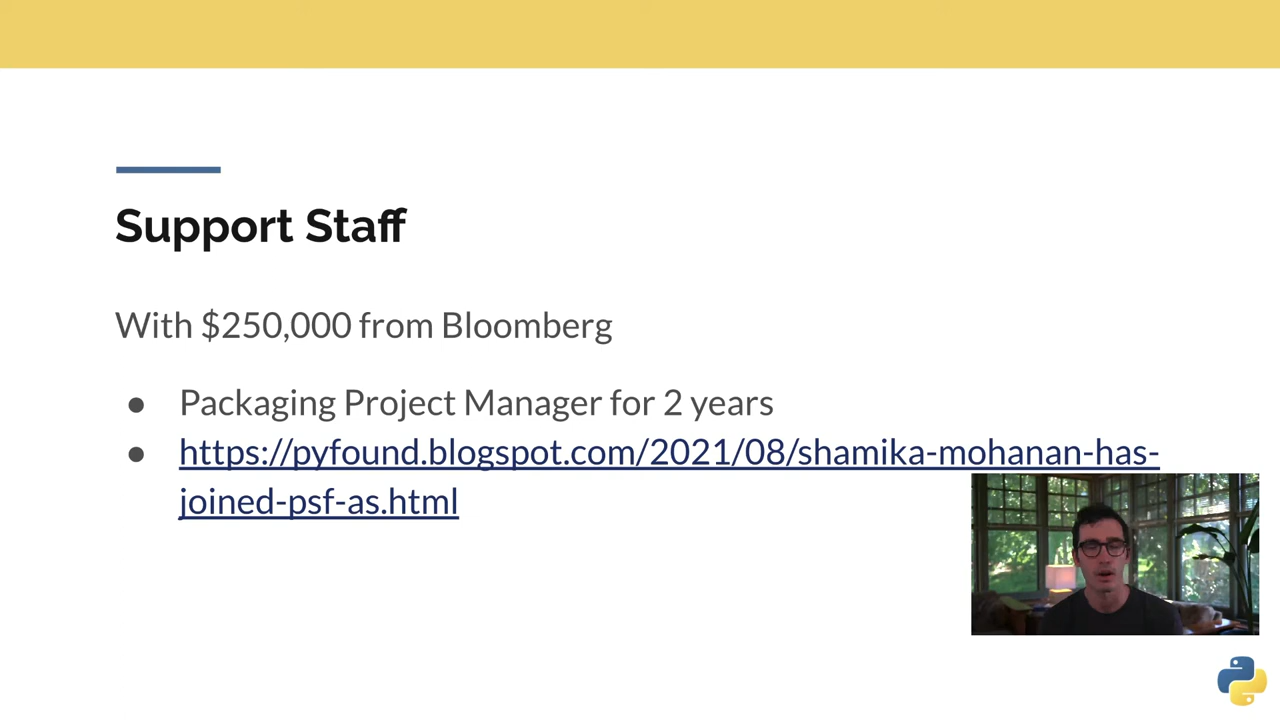 Support Staff
With $250,000 from Bloomberg
● Packaging Project Manager for 2 years
● https://pyfound.blogspot.com/2021/08/shamika-mohanan-has-
joined-psf-as.html